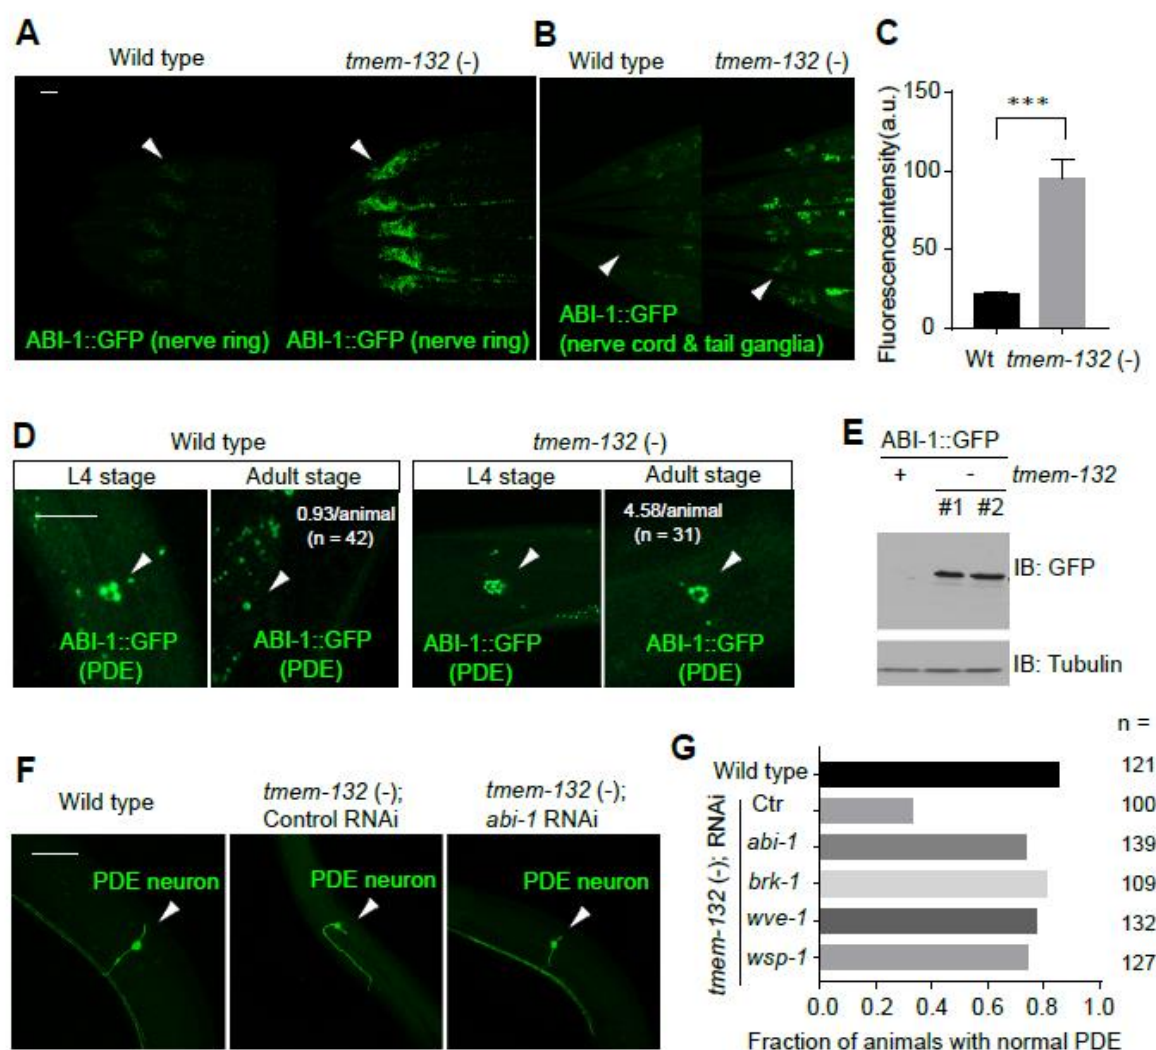 A
Wild type
tmem-132 (-)
ABI-1::GFP (nerve ring)
ABI-1::GFP (nerve ring)
B
Wild type
tmem-132 (-)
ABI-1::GFP
(nerve cord & tail ganglia)
C
Fluorescenceintensity(a.u.)
150
100
50
0
***
Wt
tmem-132 (-)
D
Wild type
tmem-132 (-)
L4 stage
Adult stage
L4 stage
Adult stage
0.93/animal
(n = 42)
4.58/animal
(n = 31)
ABI-1::GFP
(PDE)
ABI-1::GFP
(PDE)
ABI-1::GFP
(PDE)
ABI-1::GFP
(PDE)
E
ABI-1::GFP
+ - tmem-132
#1 #2
IB: GFP
IB: Tubulin
F
Wild type
tmem-132 (-);
Control RNAi
tmem-132 (-);
abi-1 RNAi
PDE neuron
PDE neuron
PDE neuron
G
n =
Wild type 121
tmem-132 (-); RNAi
Ctr 100
abi-1 139
brk-1 109
wve-1 132
wsp-1 127
0.0 0.2 0.4 0.6 0.8 1.0
Fraction of animals with normal PDE